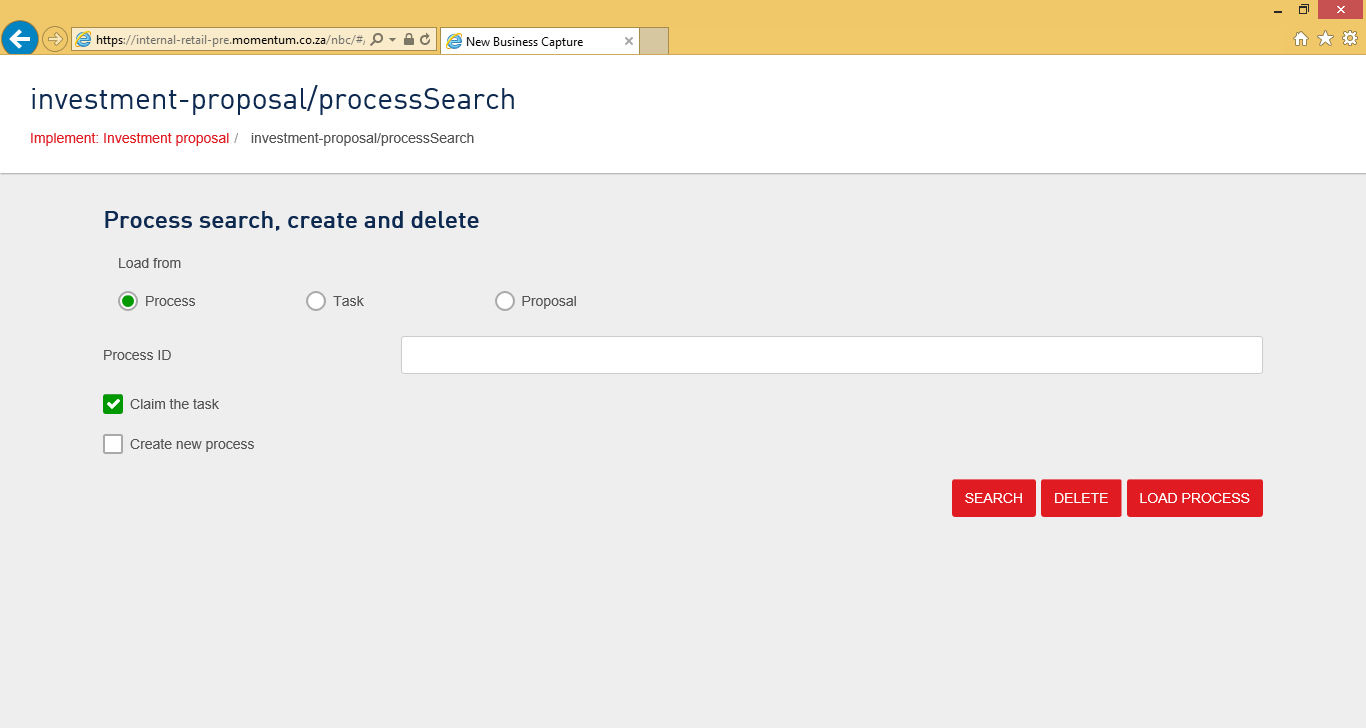 https://internal-retail-pre.momentum.co.za/nbc/#/
New Business Capture
investment-proposal/processSearch
Implement: Investment proposal / investment-proposal/processSearch
Process search, create and delete
Load from
Process Task Proposal
Process ID
Claim the task
Create new process
SEARCH DELETE LOAD PROCESS